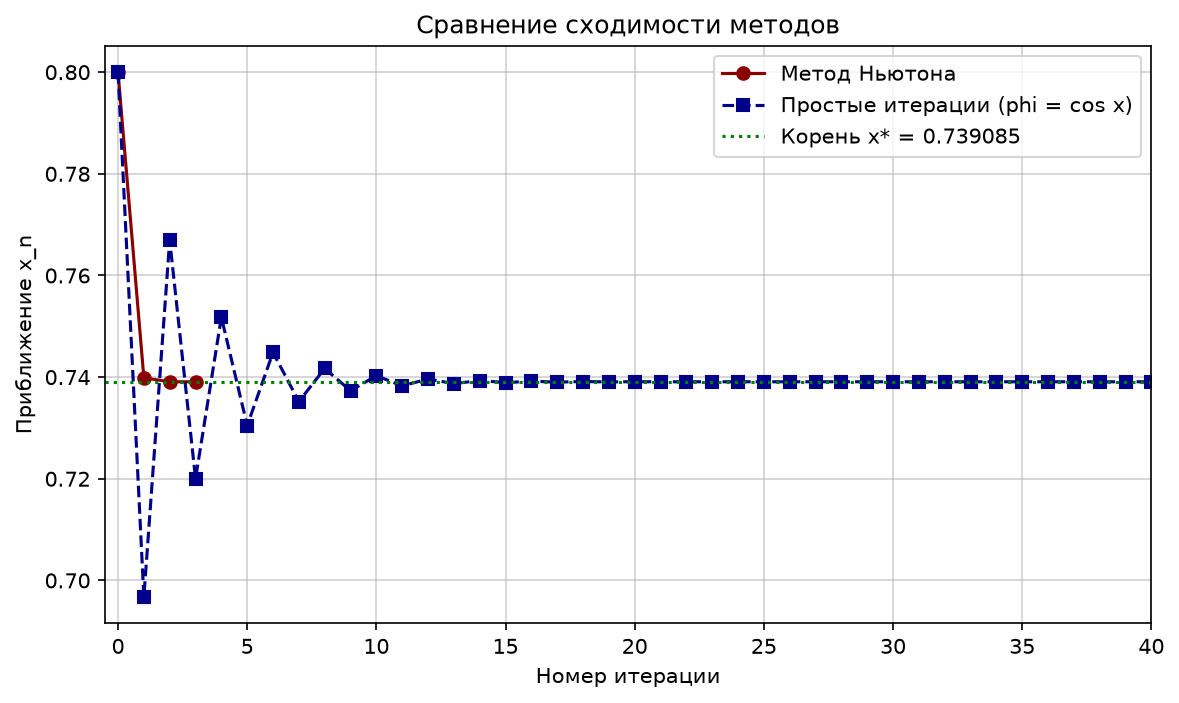 Сравнение сходимости методов
Метод Ньютона
Простые итерации (phi = cos x)
Корень x* = 0.739085
Приближение x_n
0.80
0.78
0.76
0.74
0.72
0.70
0 5 10 15 20 25 30 35 40
Номер итерации